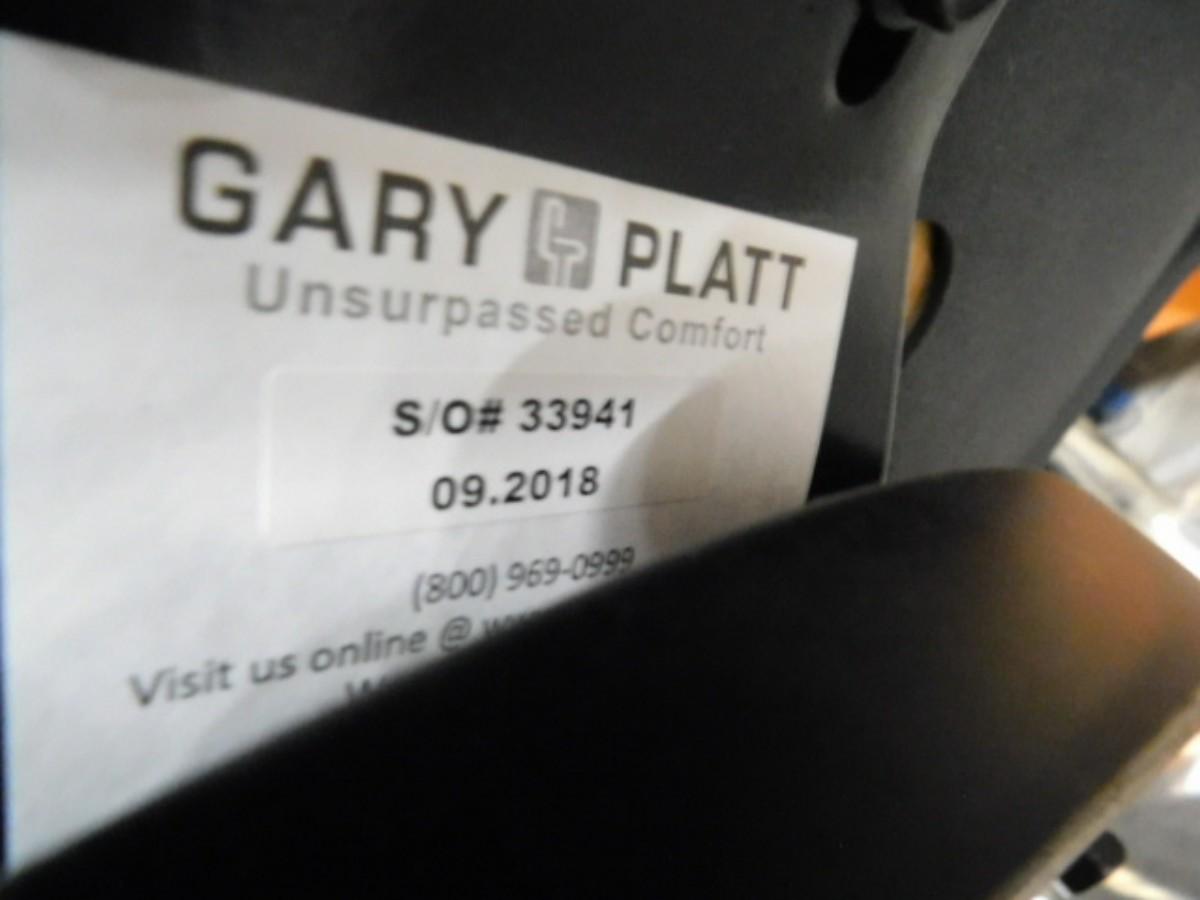 GARY PLATT
Unsurpassed Comfort
S/O# 33941
09.2018
(800) 969-0999
Visit us online @